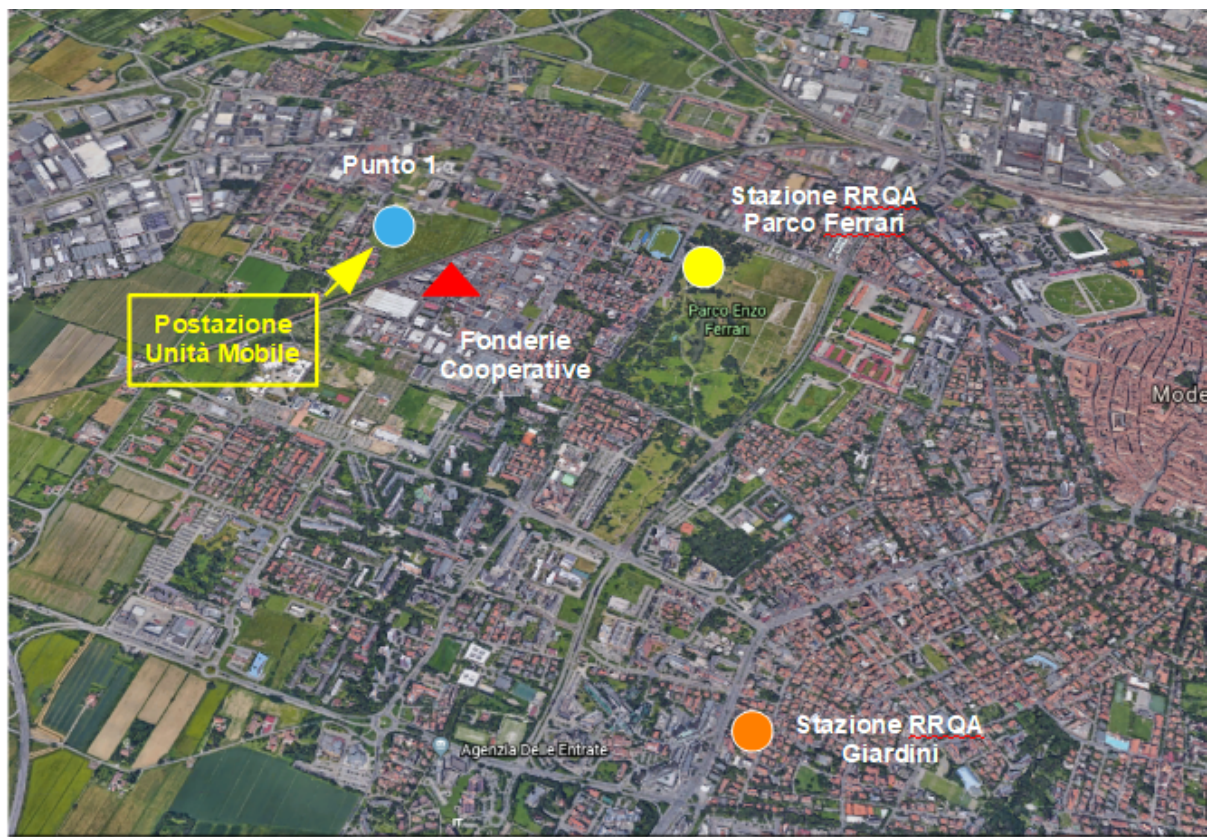 Punto 1
Stazione RRQA
Parco Ferrari
Parco Enzo
Ferrari
Postazione
Unità Mobile
Fonderie
Cooperative
Mode
Stazione RRQA
Giardini
Agenzia Delle Entrate
IT